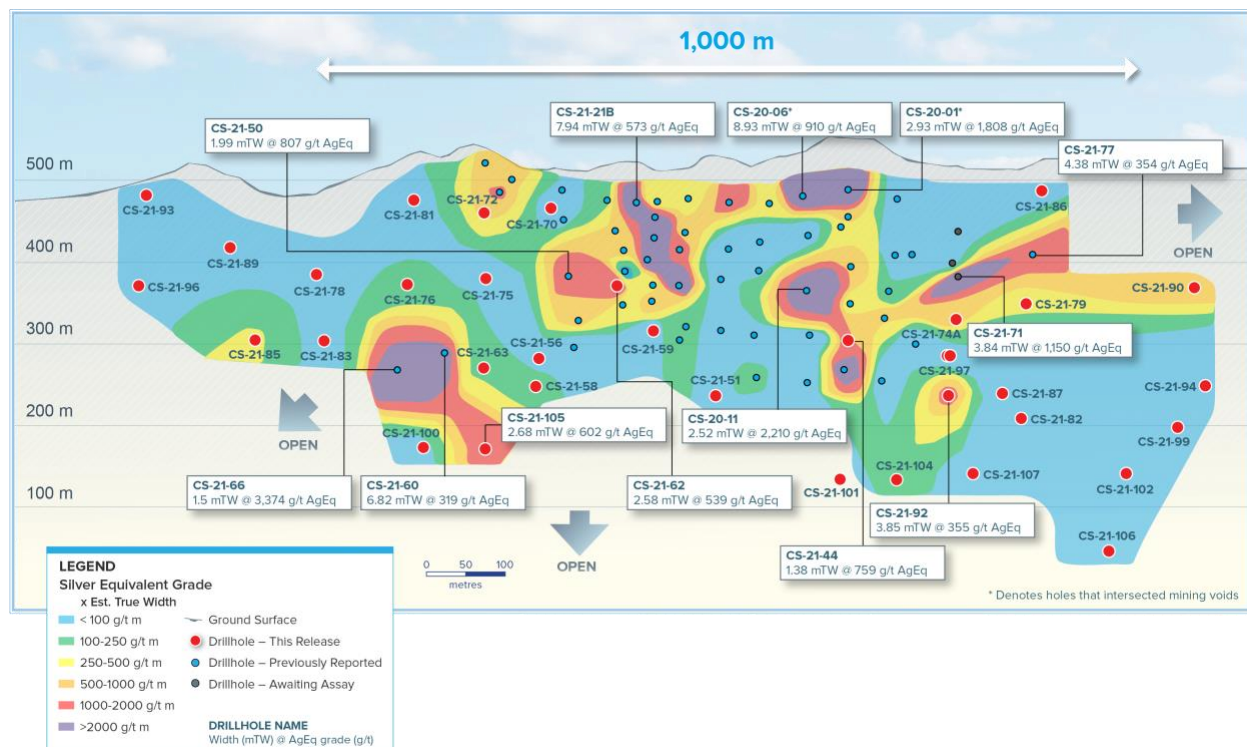 1,000 m
CS-21-50
1.99 mTW @ 807 g/t AgEq
CS-21-21B
7.94 mTW @ 573 g/t AgEq
CS-20-06*
8.93 mTW @ 910 g/t AgEq
CS-20-01*
2.93 mTW @ 1,808 g/t AgEq
CS-21-77
4.38 mTW @ 354 g/t AgEq
500 m
400 m
300 m
200 m
100 m
CS-21-93
CS-21-81
CS-21-72
CS-21-70
CS-21-86
OPEN
CS-21-89
CS-21-96
CS-21-78
CS-21-76
CS-21-75
CS-21-90
CS-21-79
CS-21-74A
CS-21-71
3.84 mTW @ 1,150 g/t AgEq
CS-21-85
CS-21-83
CS-21-56
CS-21-63
CS-21-59
CS-21-58
CS-21-51
CS-21-97
CS-21-87
CS-21-94
CS-21-82
CS-21-99
OPEN
CS-21-100
CS-21-105
2.68 mTW @ 602 g/t AgEq
CS-20-11
2.52 mTW @ 2,210 g/t AgEq
CS-21-104
CS-21-107
CS-21-102
CS-21-101
CS-21-66
1.5 mTW @ 3,374 g/t AgEq
CS-21-60
6.82 mTW @ 319 g/t AgEq
CS-21-62
2.58 mTW @ 539 g/t AgEq
CS-21-92
3.85 mTW @ 355 g/t AgEq
CS-21-106
CS-21-44
1.38 mTW @ 759 g/t AgEq
OPEN
0 50 100
metres
* Denotes holes that intersected mining voids
LEGEND
Silver Equivalent Grade
x Est. True Width
< 100 g/t m
100-250 g/t m
250-500 g/t m
500-1000 g/t m
1000-2000 g/t m
>2000 g/t m
Ground Surface
Drillhole – This Release
Drillhole – Previously Reported
Drillhole – Awaiting Assay
DRILLHOLE NAME
Width (mTW) @ AgEq grade (g/t)